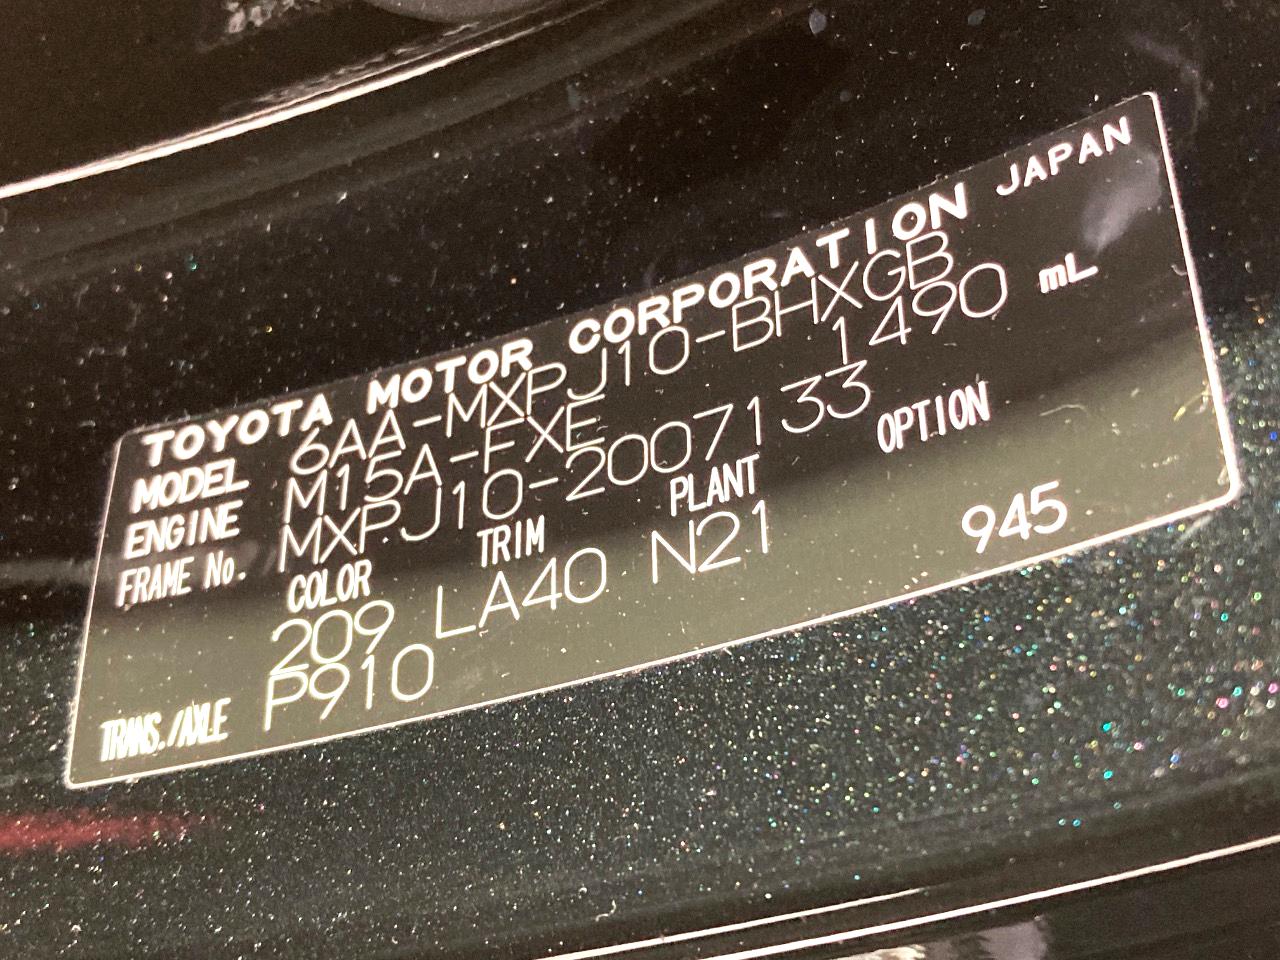 TOYOTA MOTOR CORPORATION JAPAN
MODEL 6AA-MXPJ10-BHXGB
ENGINE M15A-FXE 1490 mL
FRAME No. MXPJ10-2007133
COLOR TRIM PLANT OPTION
209 LA40 N21 945
TRANS./AXLE P910